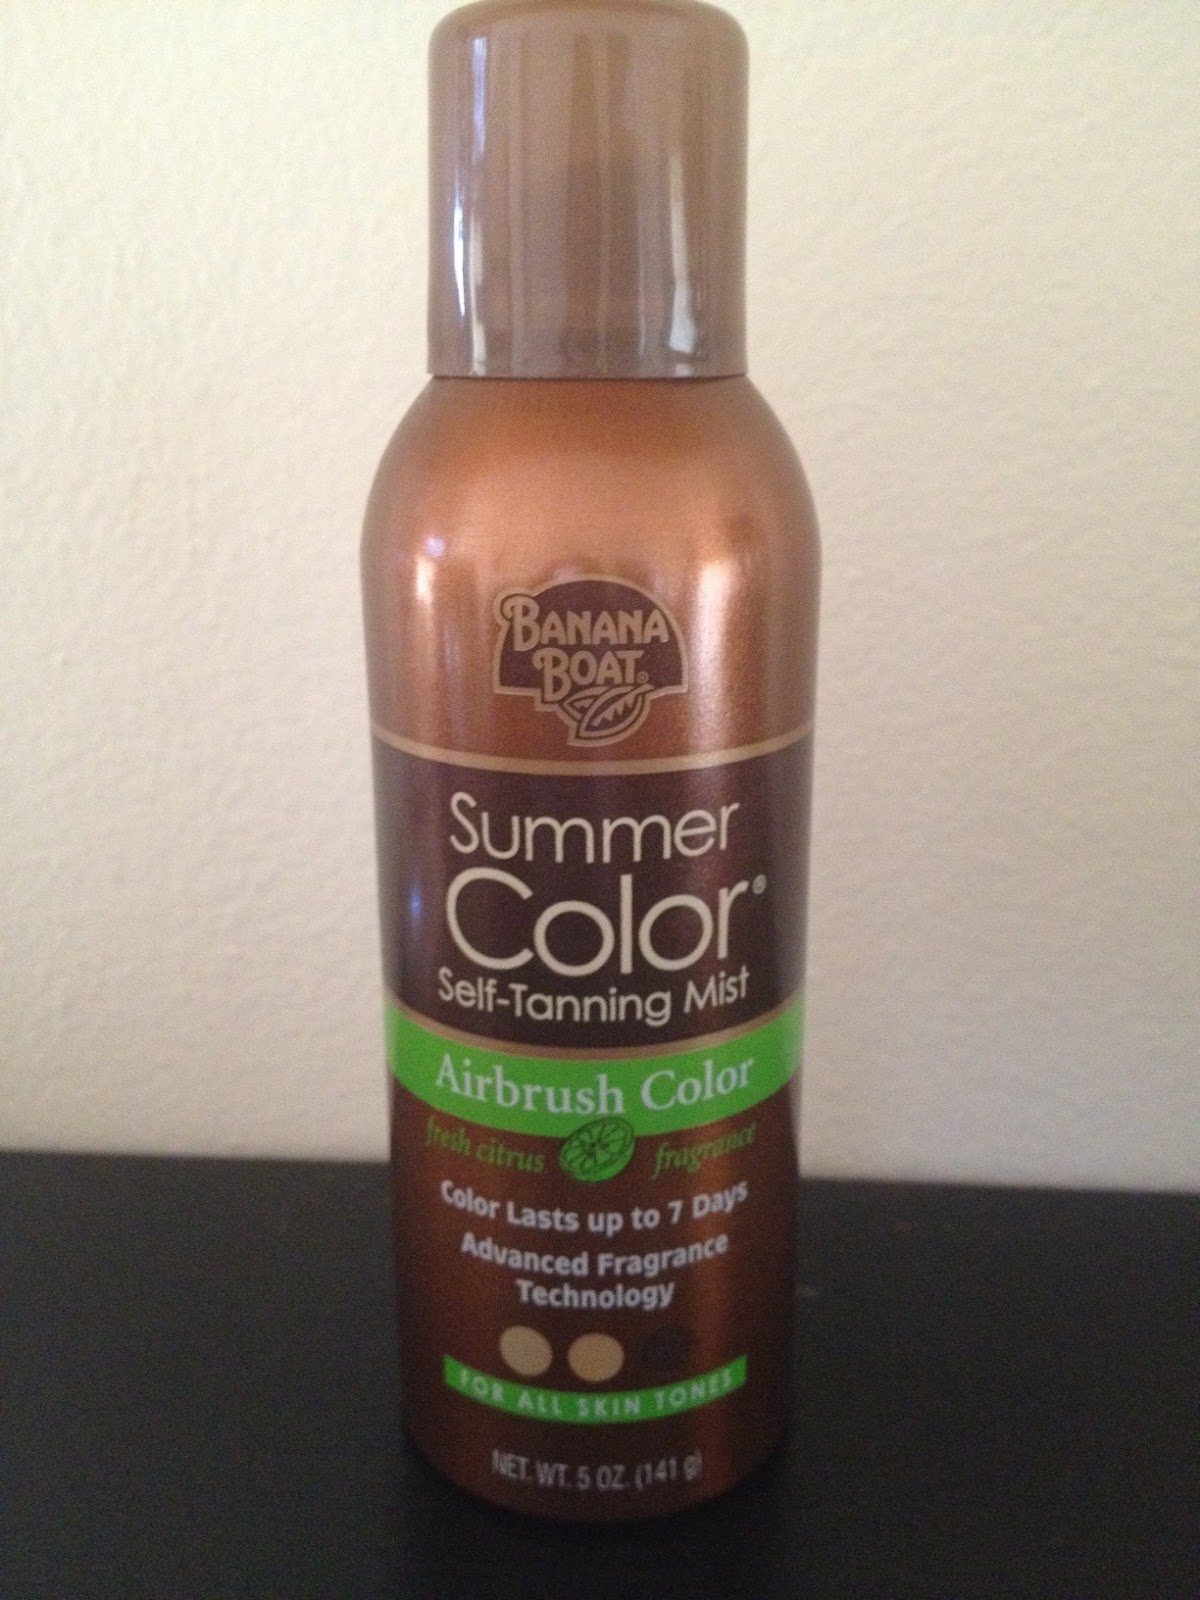 BANANA
BOAT®
Summer
Color®
Self-Tanning Mist
Airbrush Color
fresh citrus fragrance
Color Lasts up to 7 Days
Advanced Fragrance
Technology
FOR ALL SKIN TONES
NET. WT. 5 OZ. (141 g)